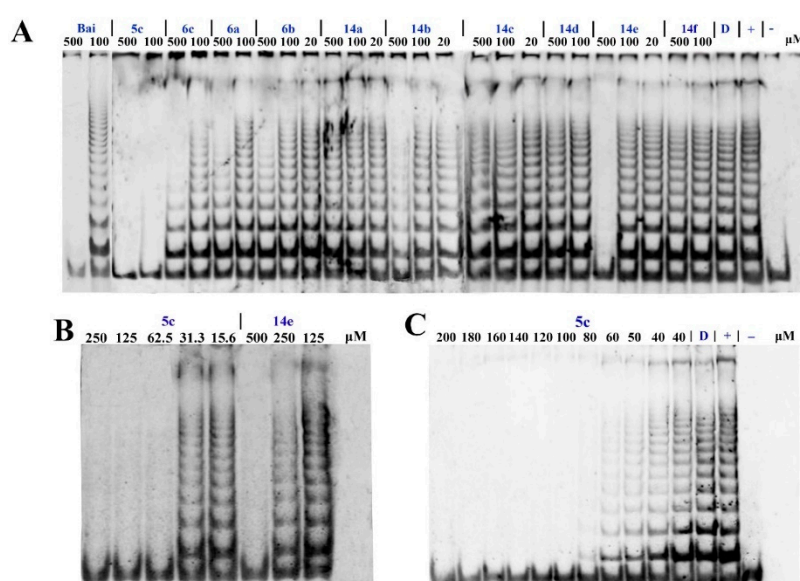 A
Bai | 5c | 6c | 6a | 6b | 14a | 14b | 14c | 14d | 14e | 14f | D | + | -
500 100 500 100 500 100 500 100 500 100 20 500 100 20 500 100 20 500 100 20 500 100 500 100 20 500 100 μM
B
5c | 14e
250 125 62.5 31.3 15.6 500 250 125 μM
C
5c
200 180 160 140 120 100 80 60 50 40 40 | D | + | – μM